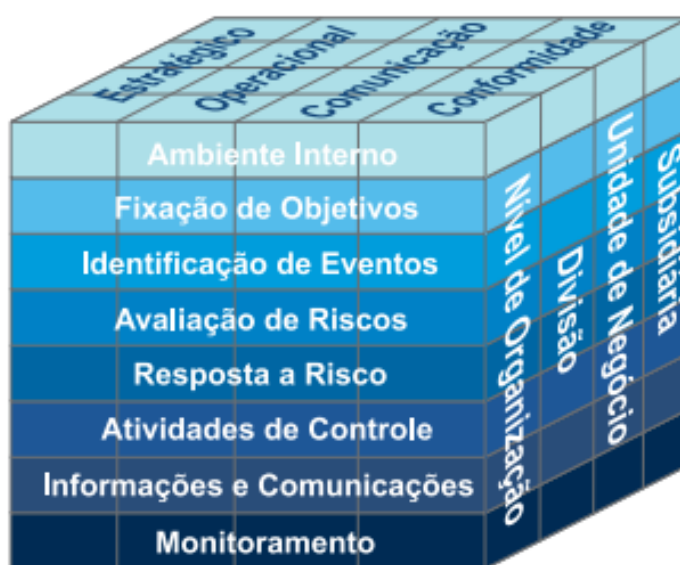 Estratégico
Operacional
Comunicação
Conformidade
Ambiente Interno
Fixação de Objetivos
Identificação de Eventos
Avaliação de Riscos
Resposta a Risco
Atividades de Controle
Informações e Comunicações
Monitoramento
Nível de Organização
Divisão
Unidade de Negócio
Subsidiária